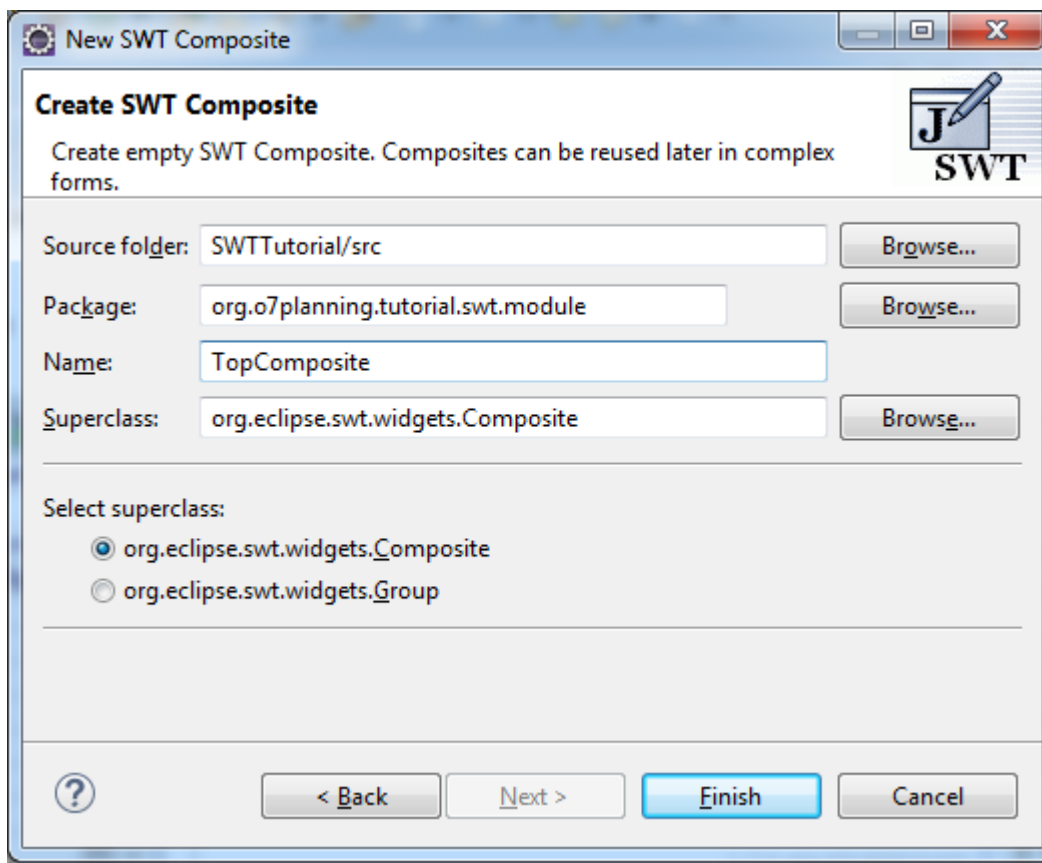 New SWT Composite
Create SWT Composite
Create empty SWT Composite. Composites can be reused later in complex
forms.
J
SWT
Source folder: SWTTutorial/src Browse...
Package: org.o7planning.tutorial.swt.module Browse...
Name: TopComposite
Superclass: org.eclipse.swt.widgets.Composite Browse...
Select superclass:
org.eclipse.swt.widgets.Composite
org.eclipse.swt.widgets.Group
? < Back Next > Finish Cancel